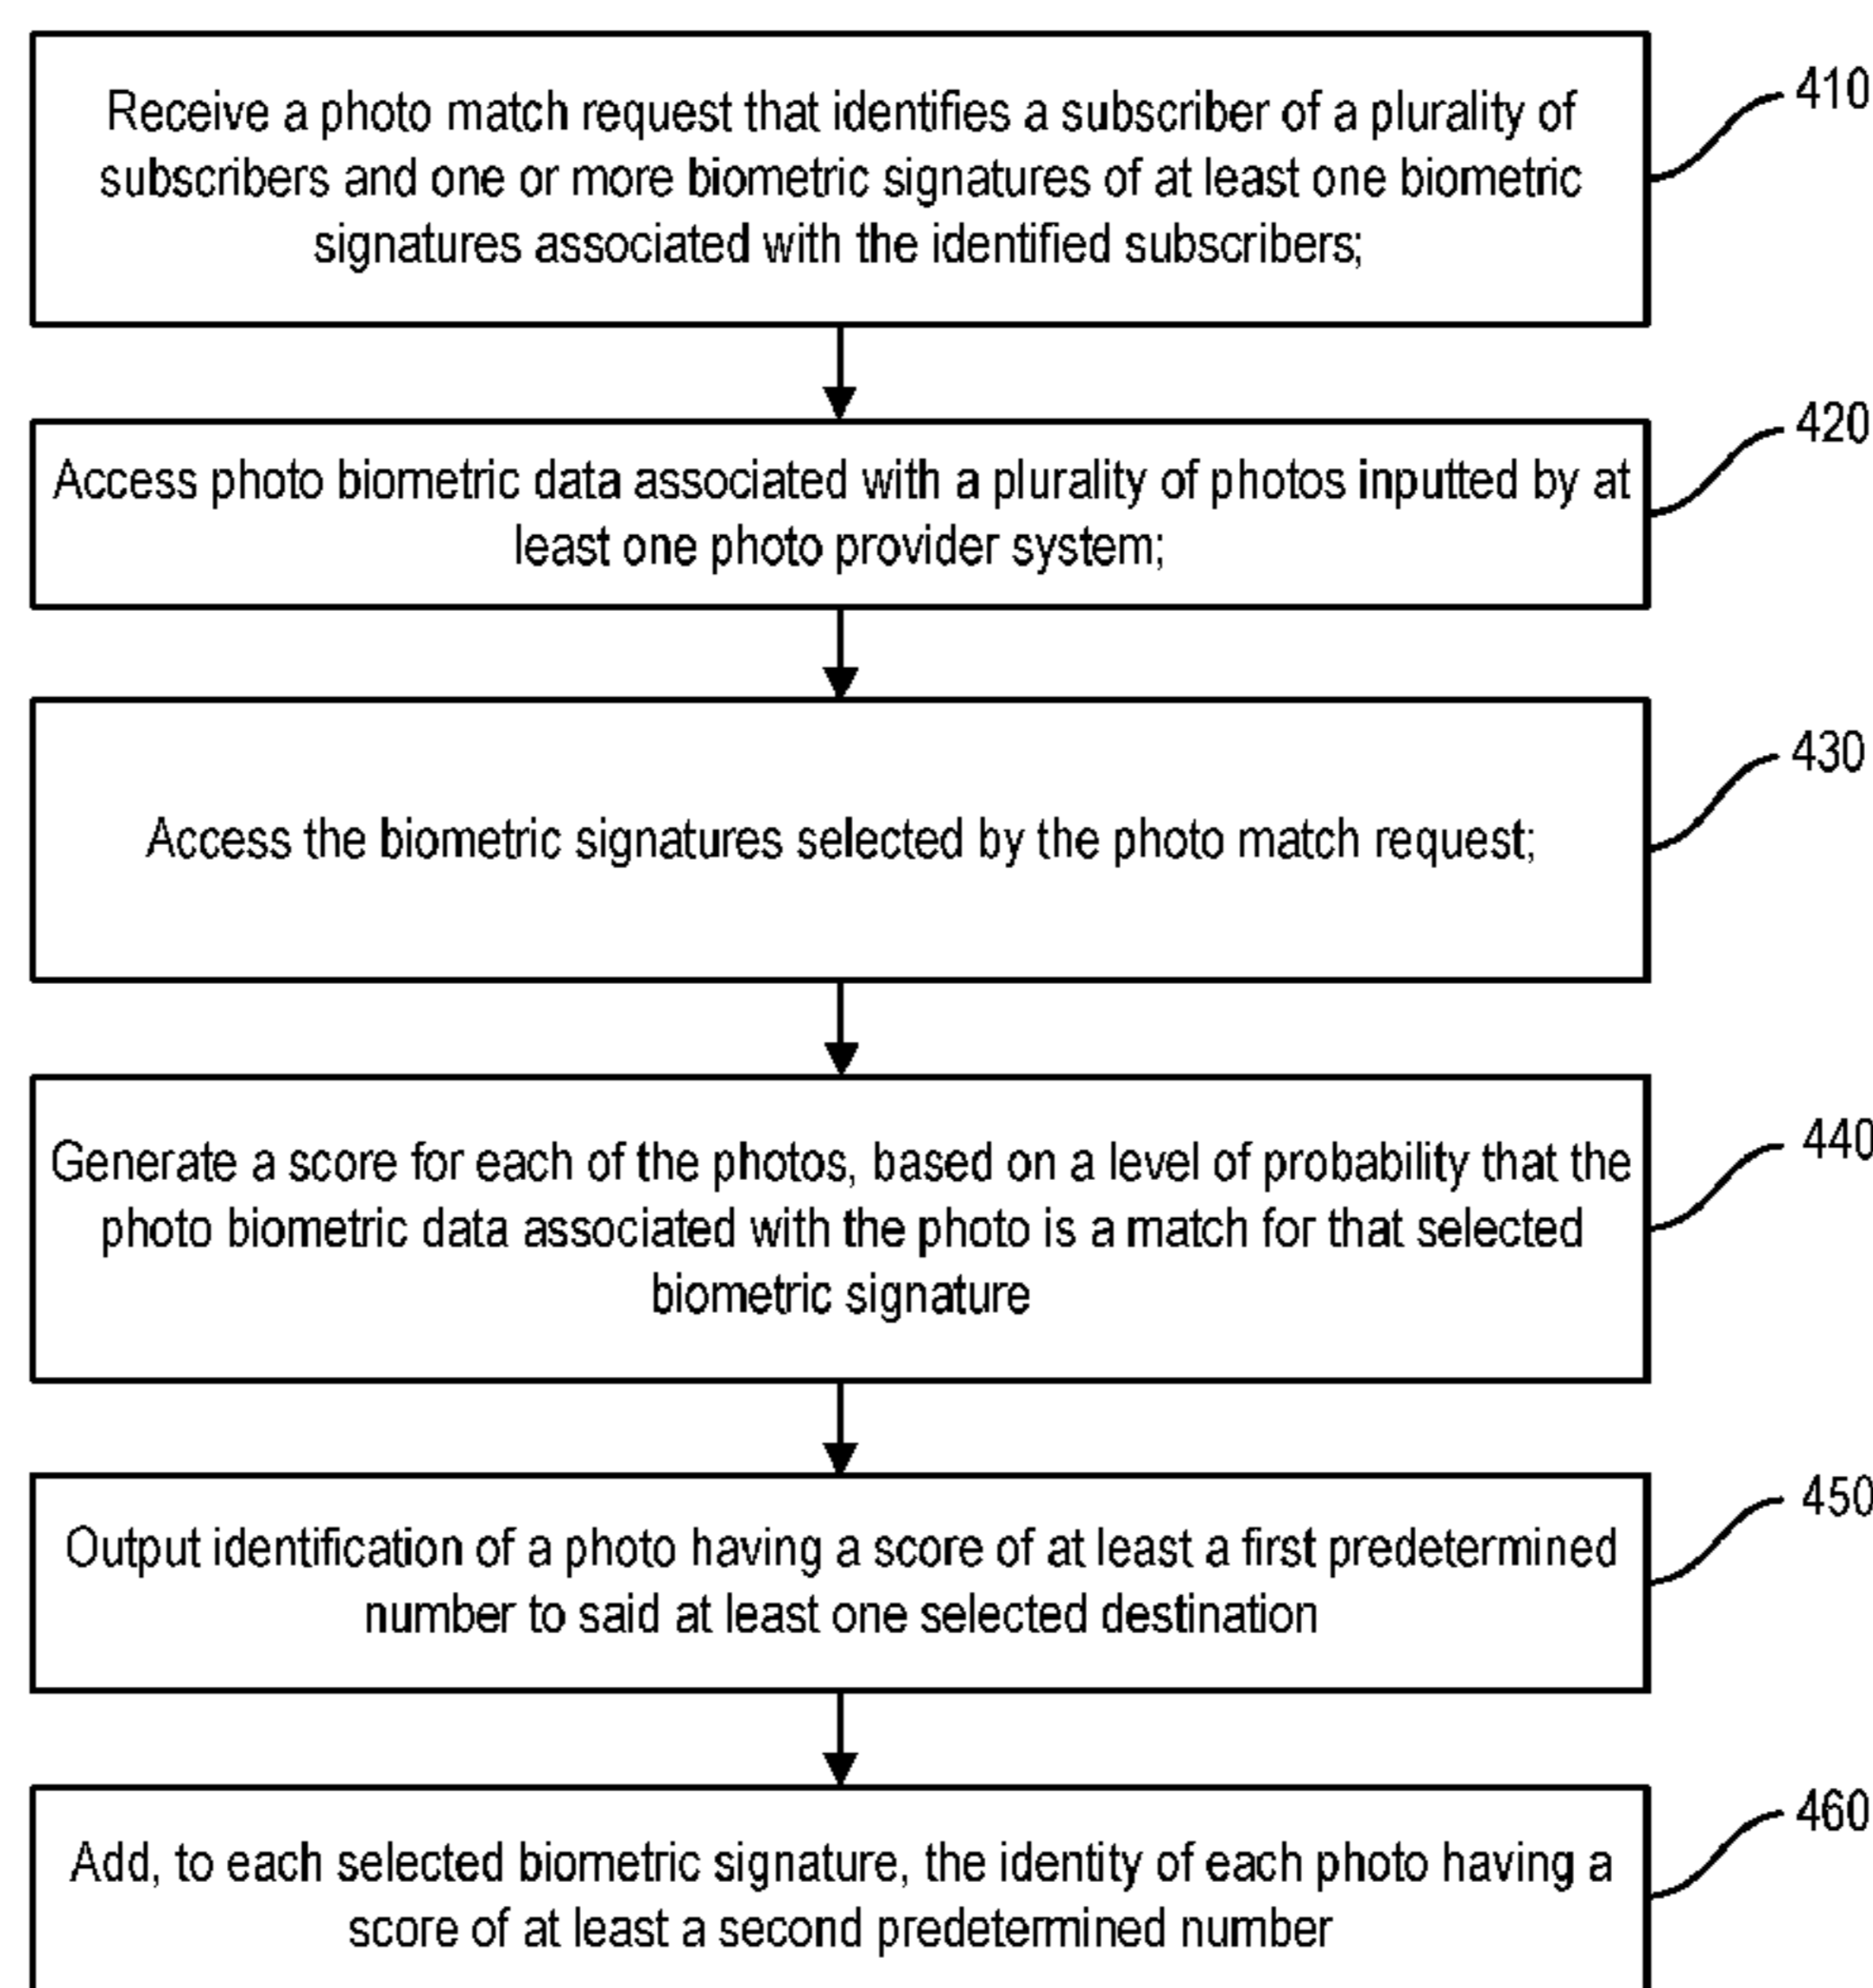 Receive a photo match request that identifies a subscriber of a plurality of
subscribers and one or more biometric signatures of at least one biometric
signatures associated with the identified subscribers;
410
Access photo biometric data associated with a plurality of photos inputted by at
least one photo provider system;
420
Access the biometric signatures selected by the photo match request;
430
Generate a score for each of the photos, based on a level of probability that the
photo biometric data associated with the photo is a match for that selected
biometric signature
440
Output identification of a photo having a score of at least a first predetermined
number to said at least one selected destination
450
Add, to each selected biometric signature, the identity of each photo having a
score of at least a second predetermined number
460